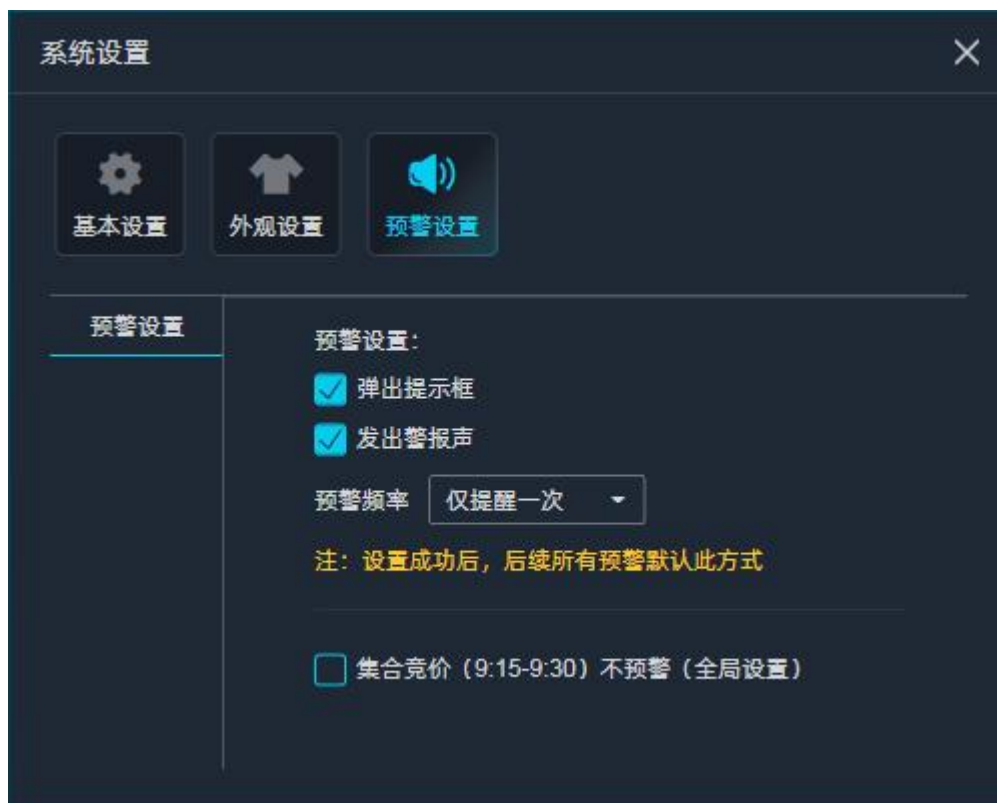 系统设置
基本设置 外观设置 预警设置
预警设置
预警设置：
弹出提示框
发出警报声
预警频率 仅提醒一次
注：设置成功后，后续所有预警默认此方式
集合竞价（9:15-9:30）不预警（全局设置）